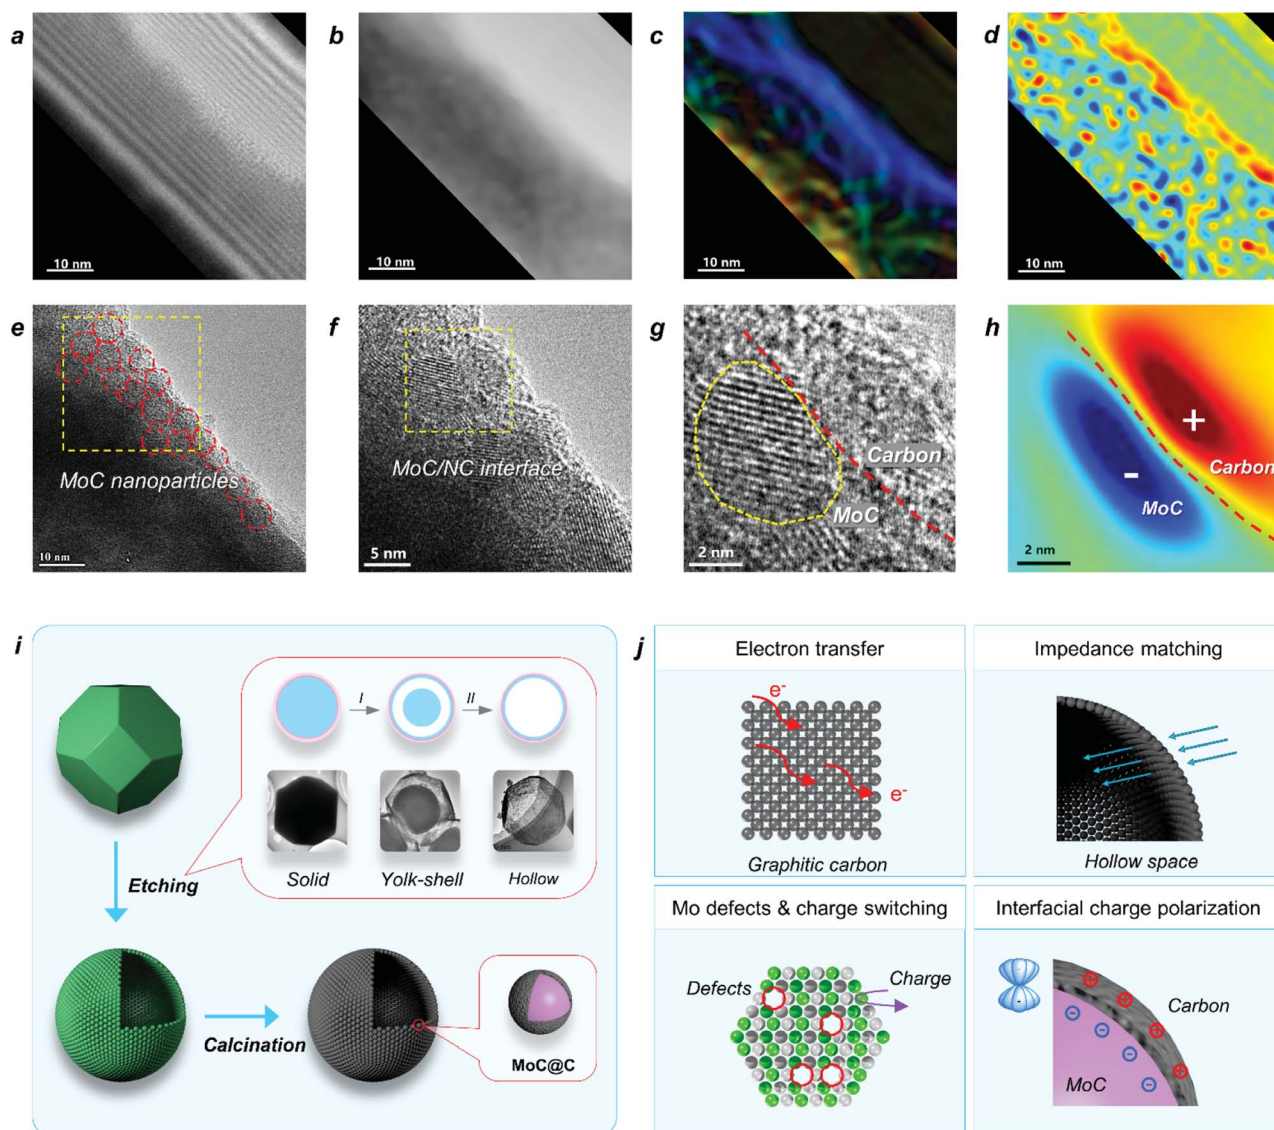 a
b
c
d
10 nm
10 nm
10 nm
10 nm
e
f
g
h
MoC nanoparticles
10 nm
MoC/NC interface
5 nm
Carbon
MoC
2 nm
+
Carbon
-
MoC
2 nm
i
I
II
Solid
Yolk-shell
Hollow
Etching
Calcination
MoC@C
j
Electron transfer
e-
e-
Graphitic carbon
Impedance matching
Hollow space
Mo defects & charge switching
Defects
Charge
Interfacial charge polarization
Carbon
MoC